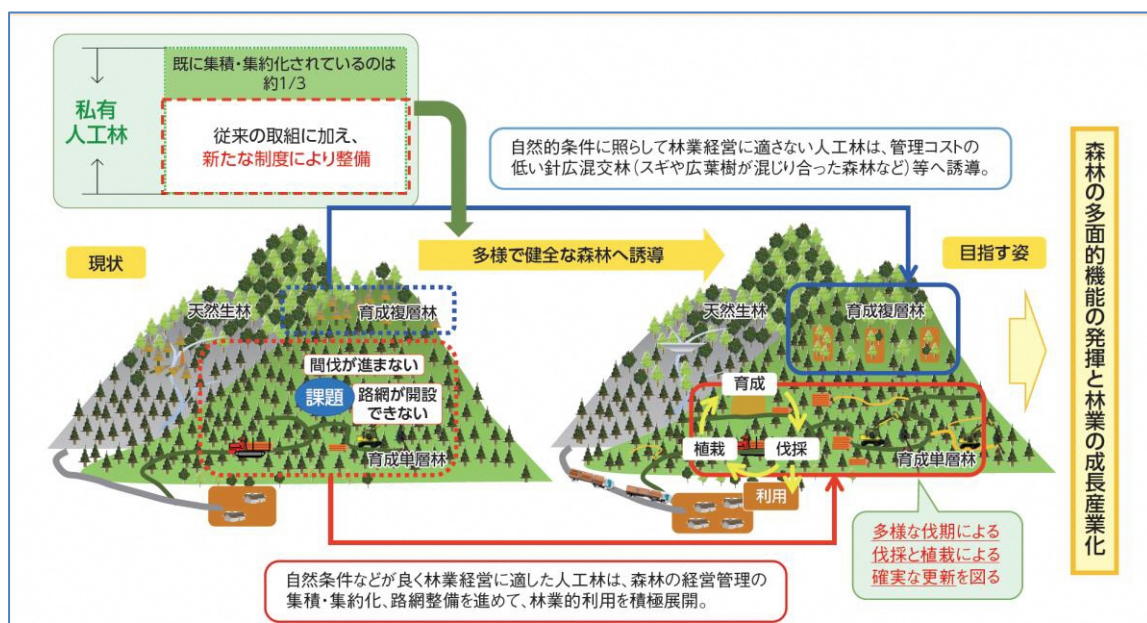 既に集積・集約化されているのは
約1/3
私有
人工林
従来の取組に加え、
新たな制度により整備
自然的条件に照らして林業経営に適さない人工林は、管理コストの
低い針広混交林（スギや広葉樹が混じり合った森林など）等へ誘導。
現状
多様で健全な森林へ誘導
目指す姿
天然生林
育成複層林
間伐が進まない
課題
路網が開設
できない
育成単層林
天然生林
育成複層林
育成
植栽
伐採
利用
育成単層林
多様な伐期による
伐採と植栽による
確実な更新を図る
自然条件などが良く林業経営に適した人工林は、森林の経営管理の
集積・集約化、路網整備を進めて、林業的利用を積極展開。
森林の多面的機能の発揮と林業の成長産業化